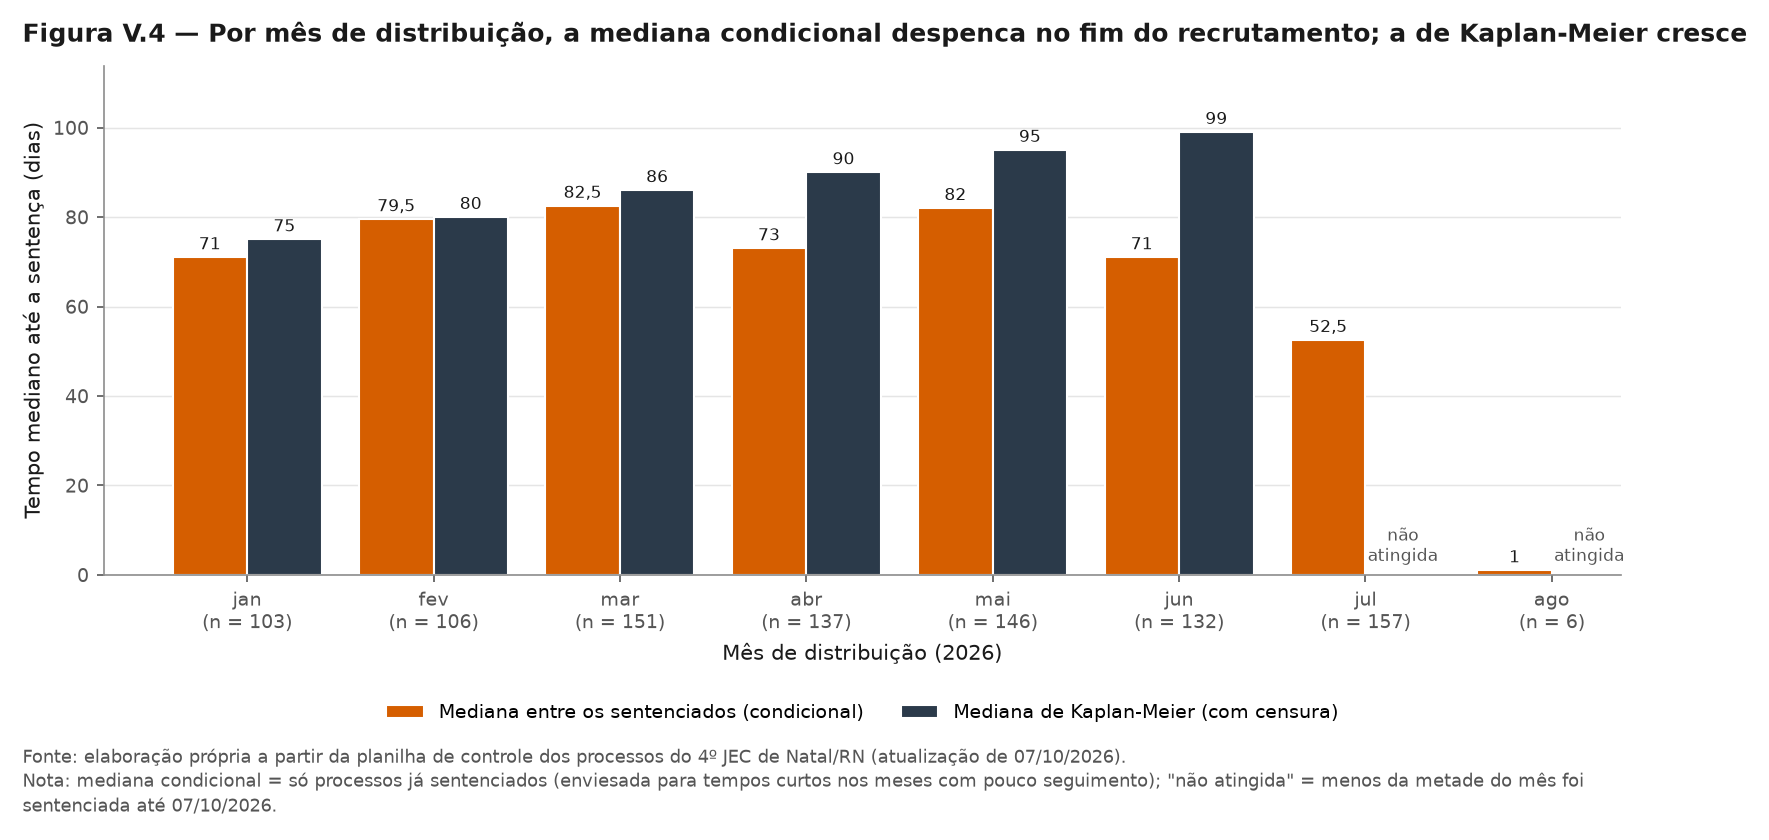 Figura V.4 — Por mês de distribuição, a mediana condicional despenca no fim do recrutamento; a de Kaplan-Meier cresce
Tempo mediano até a sentença (dias)
100
80
60
40
20
0
71
75
79,5
80
82,5
86
73
90
82
95
71
99
52,5
não
atingida
1
não
atingida
jan
(n = 103)
fev
(n = 106)
mar
(n = 151)
abr
(n = 137)
mai
(n = 146)
jun
(n = 132)
jul
(n = 157)
ago
(n = 6)
Mês de distribuição (2026)
Mediana entre os sentenciados (condicional)
Mediana de Kaplan-Meier (com censura)
Fonte: elaboração própria a partir da planilha de controle dos processos do 4º JEC de Natal/RN (atualização de 07/10/2026).
Nota: mediana condicional = só processos já sentenciados (enviesada para tempos curtos nos meses com pouco seguimento); "não atingida" = menos da metade do mês foi
sentenciada até 07/10/2026.